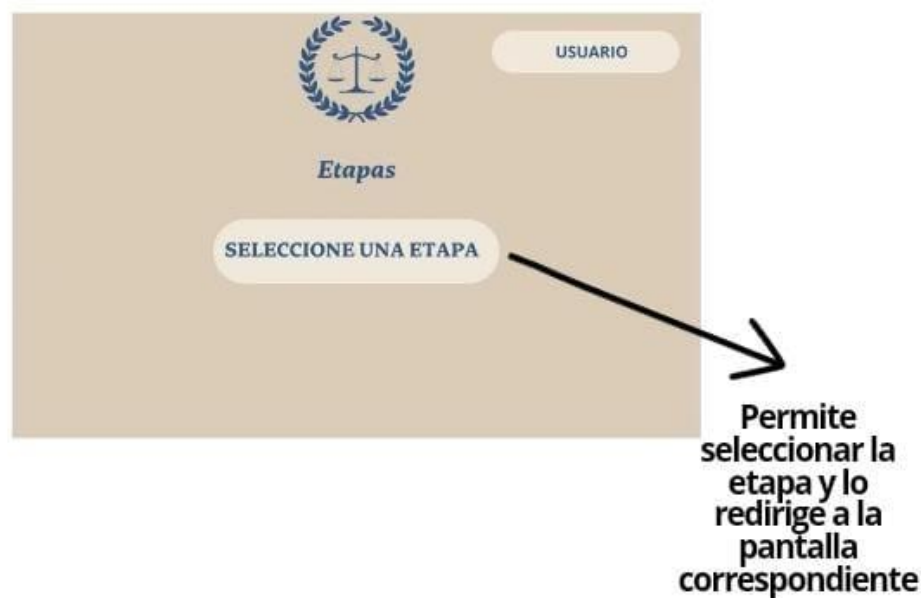 USUARIO
Etapas
SELECCIONE UNA ETAPA
Permite
seleccionar la
etapa y lo
redirige a la
pantalla
correspondiente